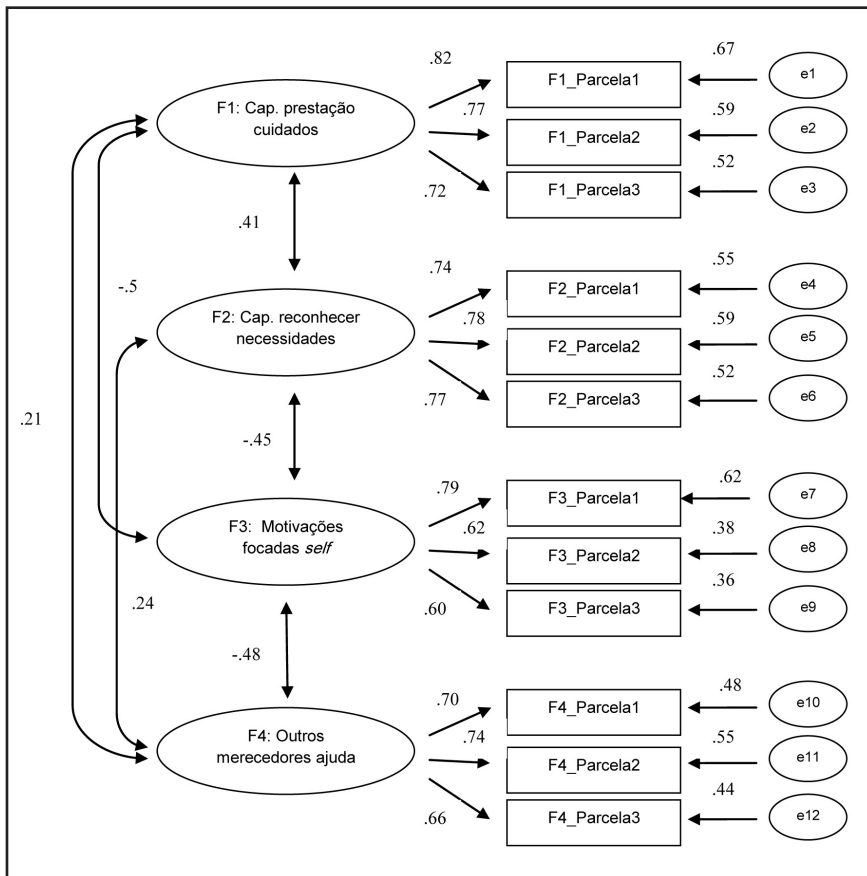 .82
.67
F1_Parcela1
e1
F1: Cap. prestação
cuidados
.77
.59
F1_Parcela2
e2
.72
.52
F1_Parcela3
e3
.41
-.5
.74
.55
F2_Parcela1
e4
F2: Cap. reconhecer
necessidades
.78
.59
F2_Parcela2
e5
.77
.52
F2_Parcela3
e6
.21
-.45
.79
.62
F3_Parcela1
e7
F3: Motivações
focadas self
.62
.38
F3_Parcela2
e8
.60
.36
F3_Parcela3
e9
.24
-.48
.70
.48
F4_Parcela1
e10
F4: Outros
merecedores ajuda
.74
.55
F4_Parcela2
e11
.66
.44
F4_Parcela3
e12